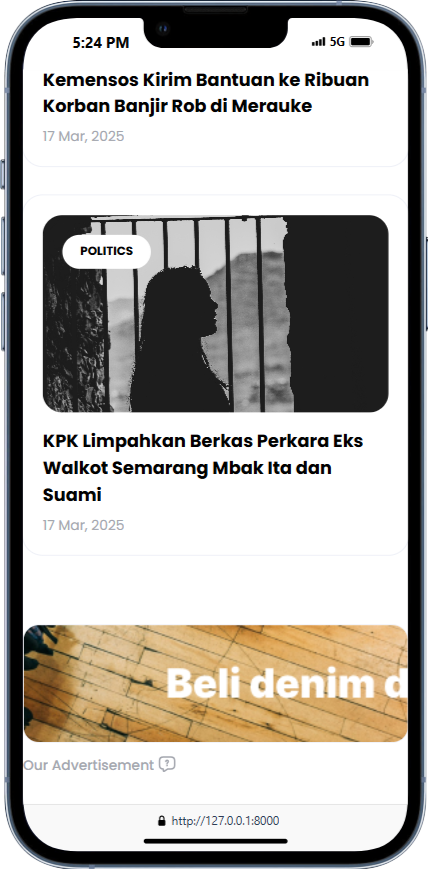 5:24 PM 5G
Kemensos Kirim Bantuan ke Ribuan
Korban Banjir Rob di Merauke
17 Mar, 2025
POLITICS
KPK Limpahkan Berkas Perkara Eks
Walkot Semarang Mbak Ita dan
Suami
17 Mar, 2025
Beli denim d
Our Advertisement ?
http://127.0.0.1:8000